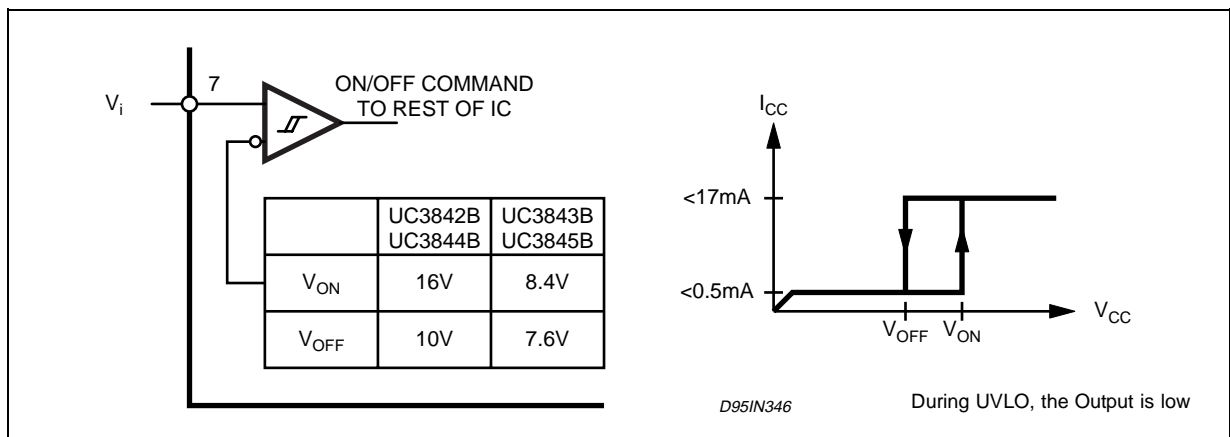 7
V_i
ON/OFF COMMAND
TO REST OF IC
UC3842B UC3843B
UC3844B UC3845B
V_ON 16V 8.4V
V_OFF 10V 7.6V
I_CC
<17mA
<0.5mA
V_OFF V_ON
V_CC
D95IN346
During UVLO, the Output is low